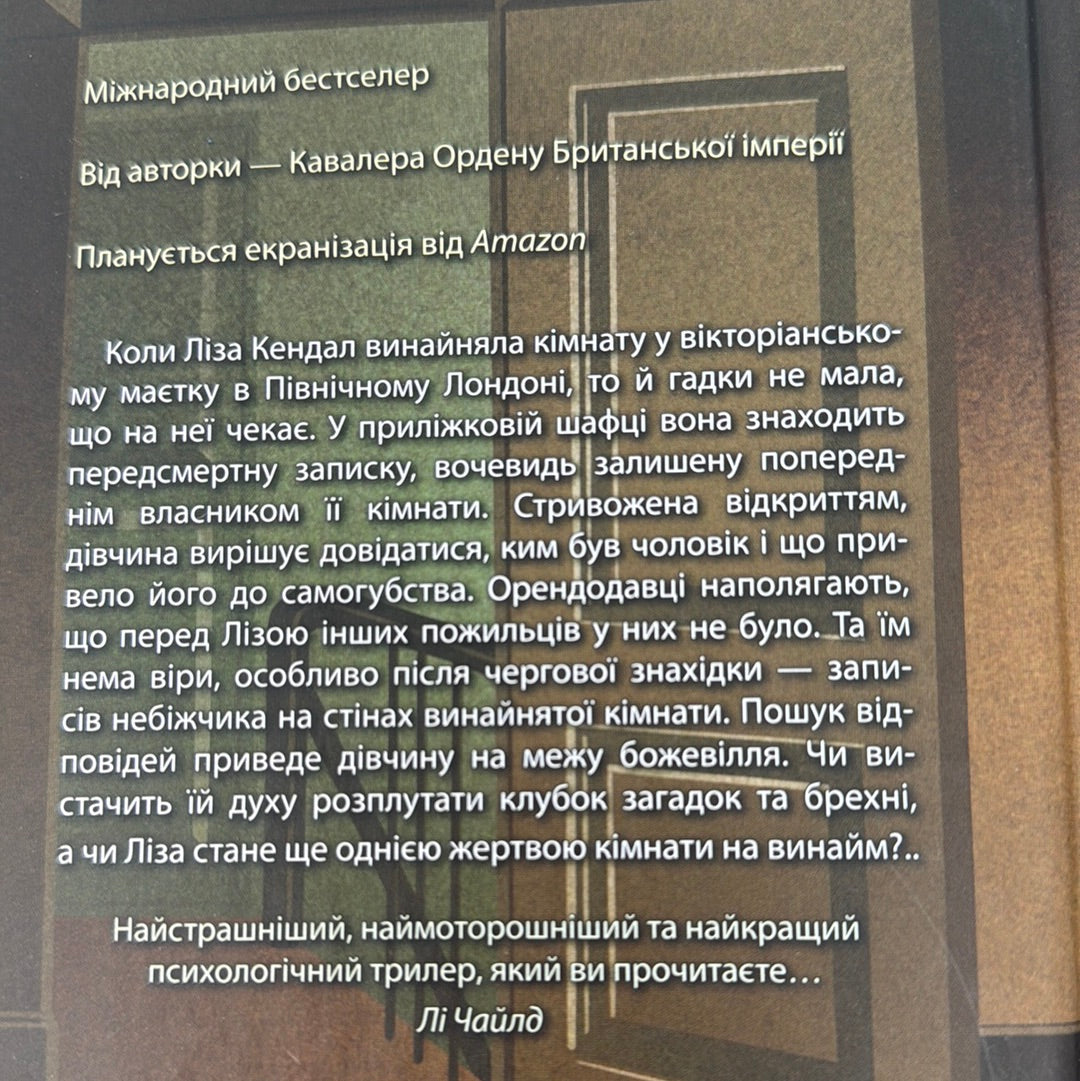 Міжнародний бестселер
Від авторки — Кавалера Ордену Британської імперії
Планується екранізація від Amazon
Коли Ліза Кендал винайняла кімнату у вікторіансько-
му маєтку в Північному Лондоні, то й гадки не мала,
що на неї чекає. У приліжковій шафці вона знаходить
передсмертну записку, вочевидь залишену поперед-
нім власником її кімнати. Стривожена відкриттям,
дівчина вирішує довідатися, ким був чоловік і що при-
вело його до самогубства. Орендодавці наполягають,
що перед Лізою інших пожильців у них не було. Та їм
нема віри, особливо після чергової знахідки — запи-
сів небіжчика на стінах винайнятої кімнати. Пошук від-
повідей приведе дівчину на межу божевілля. Чи ви-
стачить їй духу розплутати клубок загадок та брехні,
а чи Ліза стане ще однією жертвою кімнати на винайм?..
Найстрашніший, наймоторошніший та найкращий
психологічний трилер, який ви прочитаєте...
Лі Чайлд